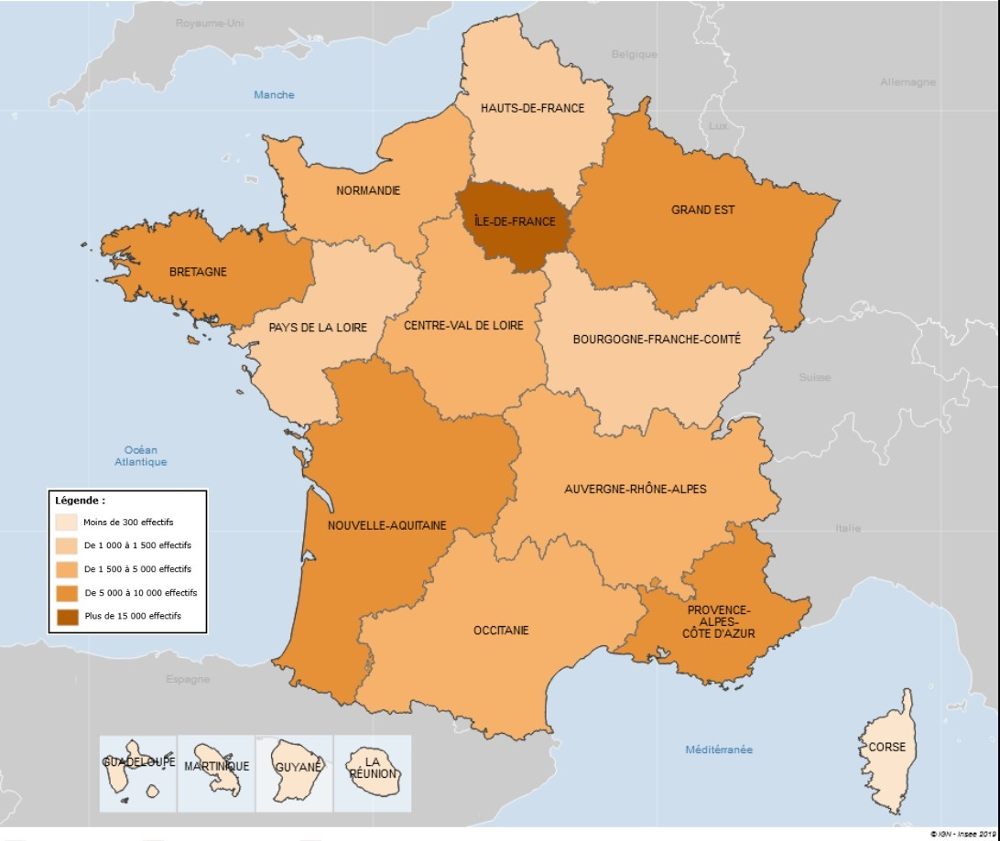 Royaume-Uni
Belgique
Allemagne
Manche
HAUTS-DE-FRANCE
Lux.
NORMANDIE
GRAND EST
ÎLE-DE-FRANCE
BRETAGNE
PAYS DE LA LOIRE
CENTRE-VAL DE LOIRE
BOURGOGNE-FRANCHE-COMTÉ
Suisse
Océan
Atlantique
AUVERGNE-RHÔNE-ALPES
Légende :
Moins de 300 effectifs
De 1 000 à 1 500 effectifs
De 1 500 à 5 000 effectifs
De 5 000 à 10 000 effectifs
Plus de 15 000 effectifs
NOUVELLE-AQUITAINE
Italie
PROVENCE-
ALPES-
CÔTE D'AZUR
OCCITANIE
Espagne
Méditérranée
CORSE
GUADELOUPE
MARTINIQUE
GUYANE
LA
RÉUNION
© IGN - Insee 2019